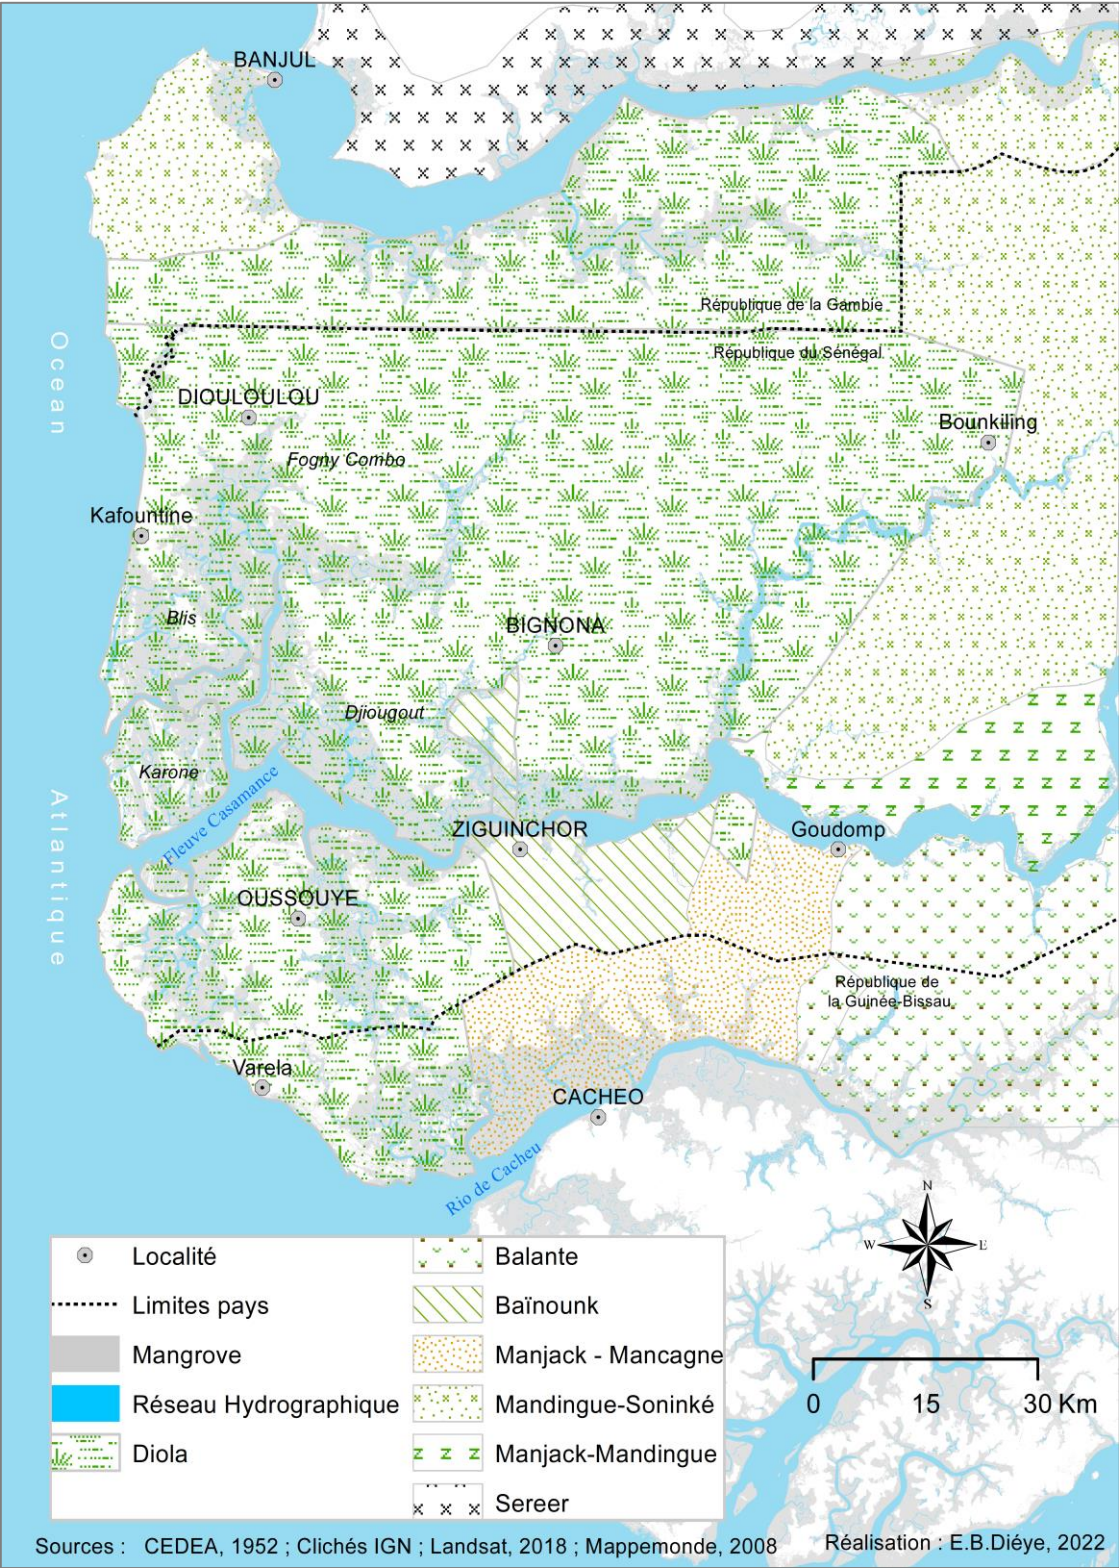 BANJUL
République de la Gambie
République du Sénégal
Ocean
DIOULOULOU
Bounkiling
Fogny Combo
Kafountine
Blis
BIGNONA
Djiougout
Karone
Fleuve Casamance
Atlantique
ZIGUINCHOR
Goudomp
OUSSOUYE
République de
la Guinée-Bissau
Varela
CACHEO
Rio de Cacheu
N
W
E
S
Localité
Limites pays
Mangrove
Réseau Hydrographique
Diola
Balante
Baïnounk
Manjack - Mancagne
Mandingue-Soninké
Manjack-Mandingue
Sereer
0 15 30 Km
Sources : CEDEA, 1952 ; Clichés IGN ; Landsat, 2018 ; Mappemonde, 2008
Réalisation : E.B.Diéye, 2022